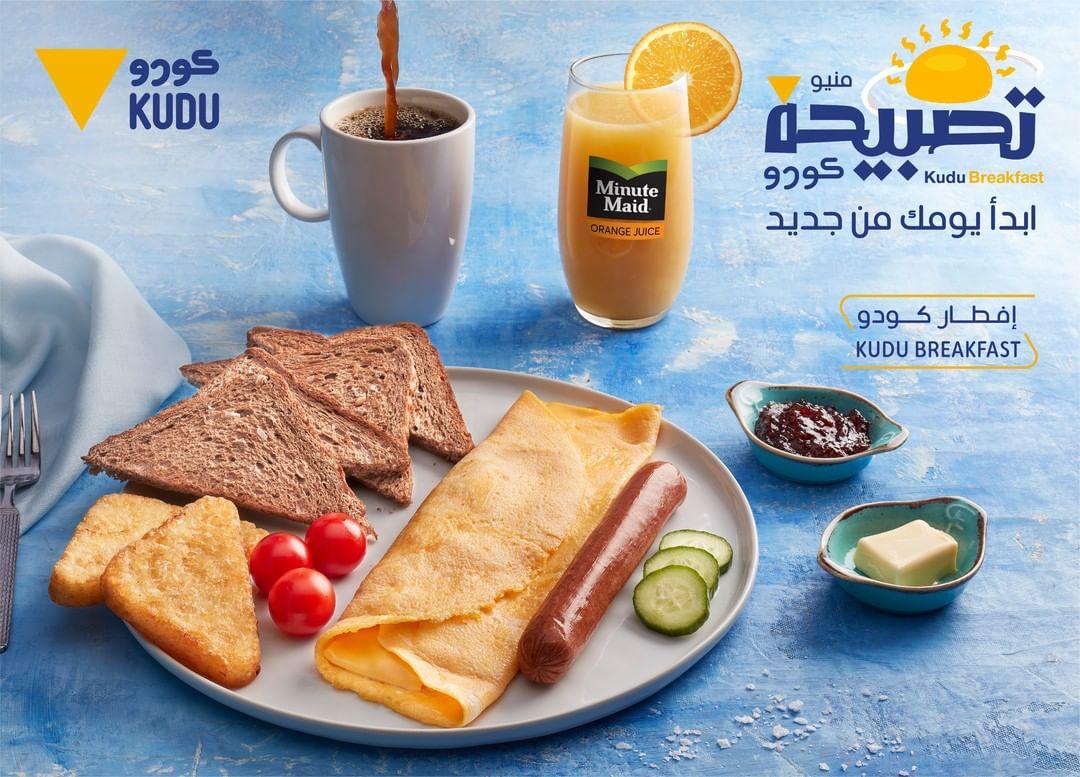 كودو
KUDU
Minute
Maid
ORANGE JUICE
منيو
تصبيحة
كودو
Kudu Breakfast
ابدأ يومك من جديد
إفطار كودو
KUDU BREAKFAST